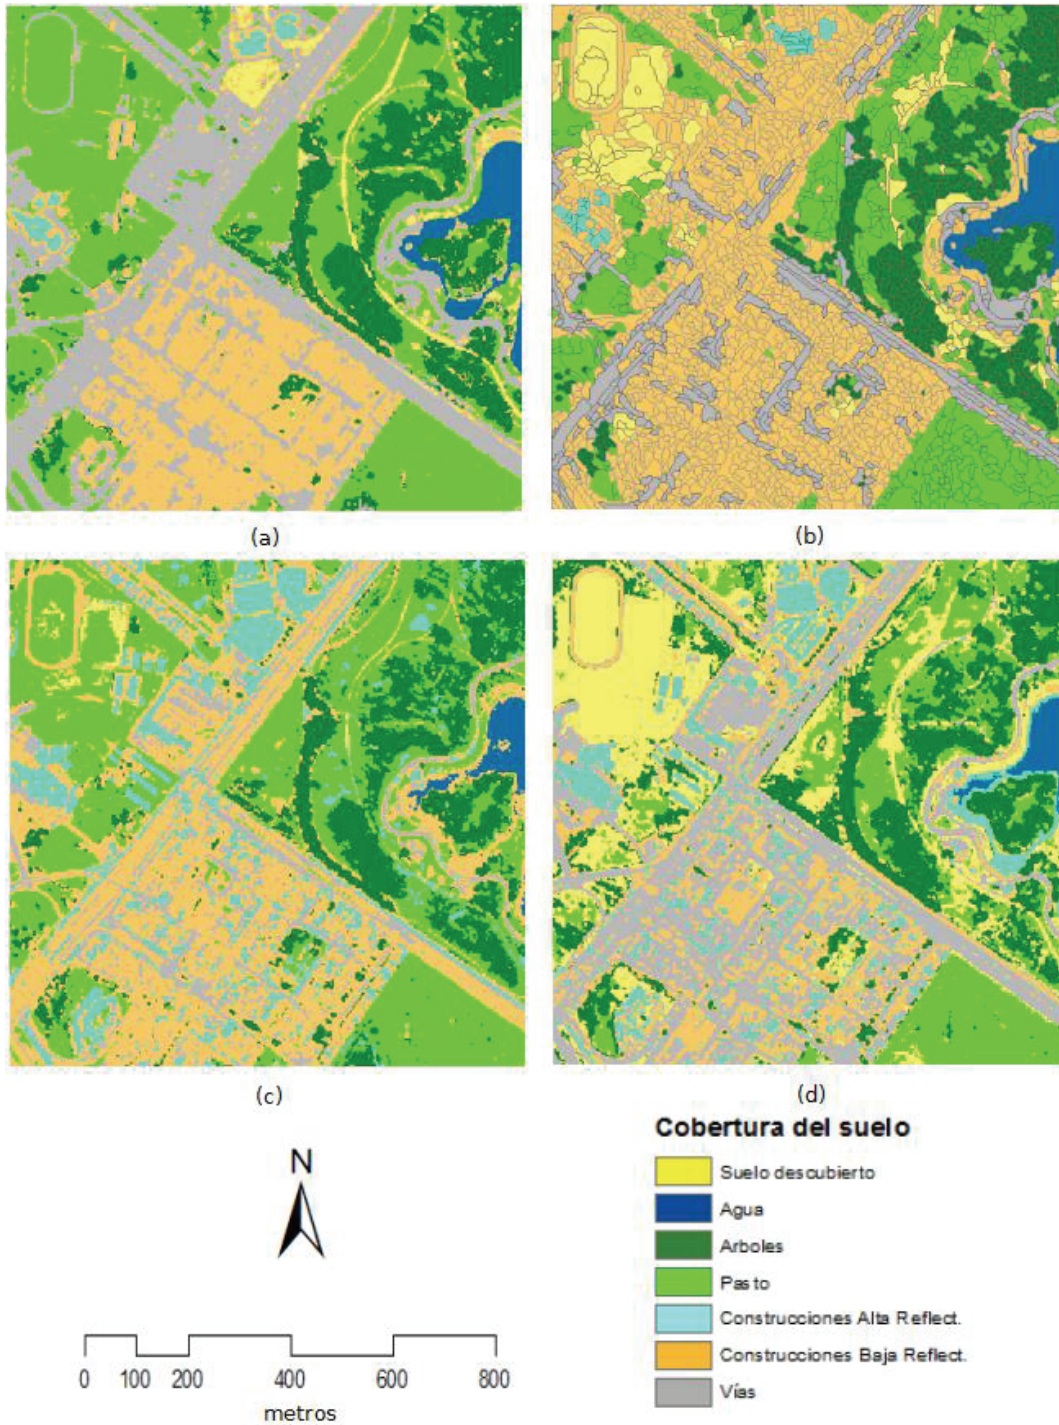 (a)
(b)
(c)
(d)
N
0 100 200 400 600 800
metros
Cobertura del suelo
Suelo descubierto
Agua
Arboles
Pasto
Construcciones Alta Reflect.
Construcciones Baja Reflect.
Vías